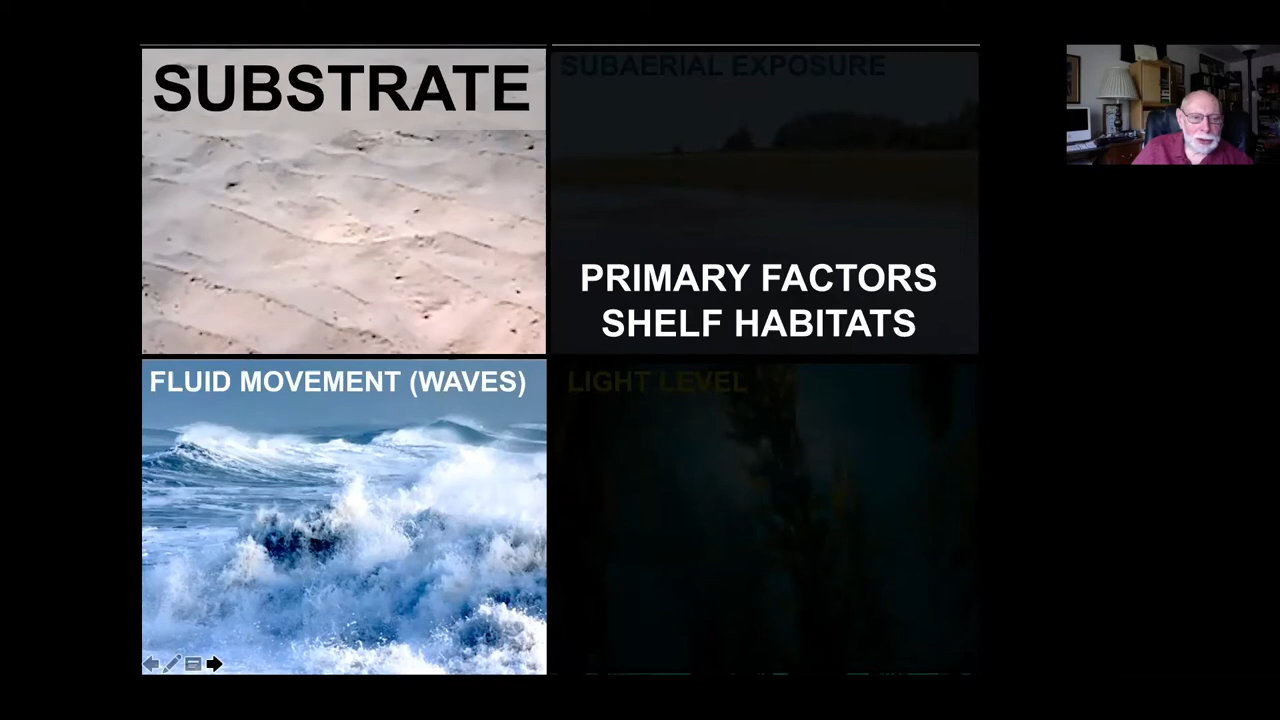 SUBSTRATE
SUBAERIAL EXPOSURE
PRIMARY FACTORS
SHELF HABITATS
FLUID MOVEMENT (WAVES)
LIGHT LEVEL